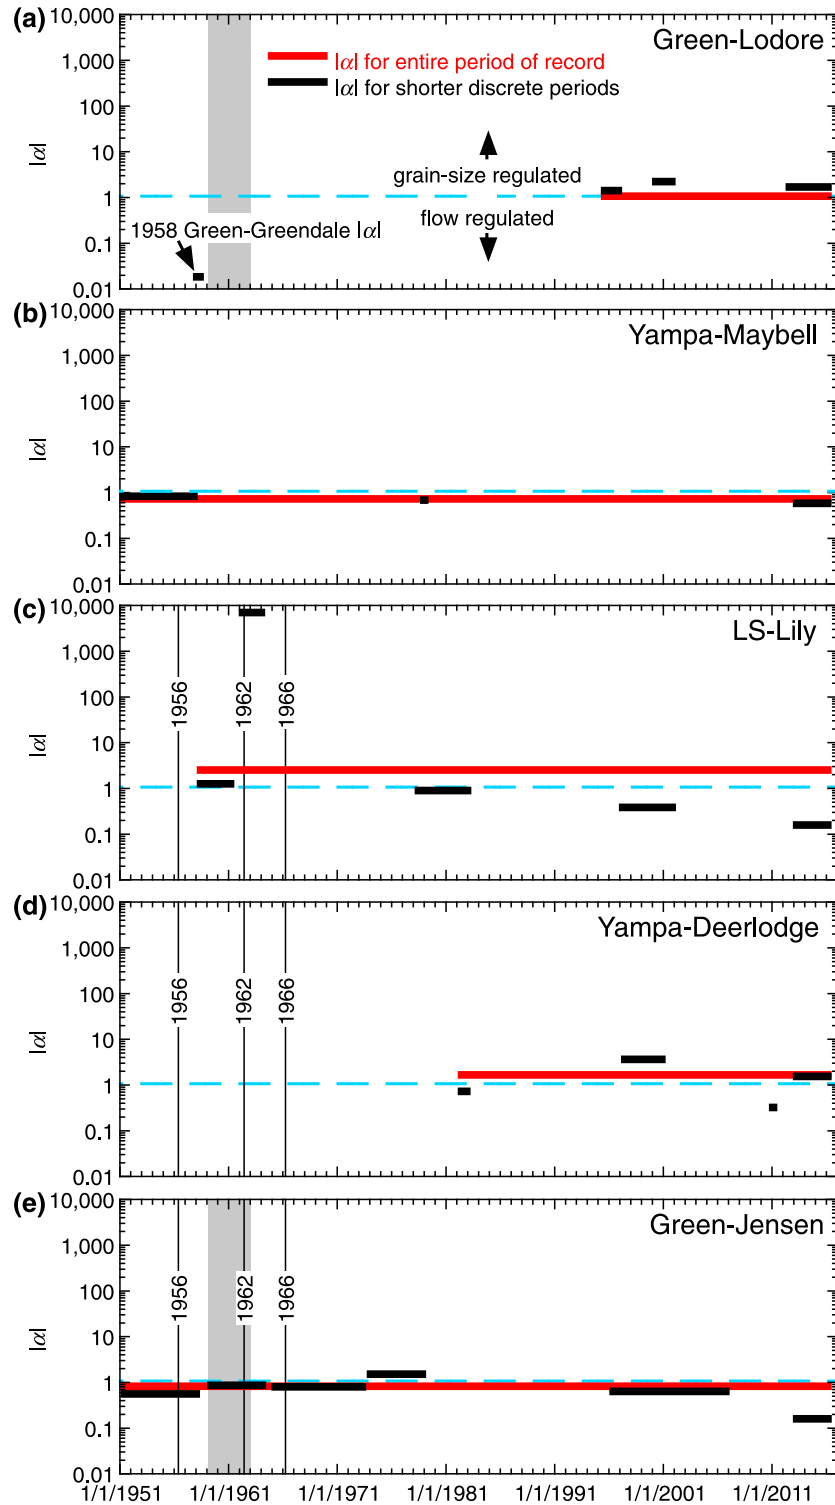 (a)
10,000
1,000
100
10
1
0.1
0.01
|α|
Green-Lodore
|α| for entire period of record
|α| for shorter discrete periods
grain-size regulated
flow regulated
1958 Green-Greendale |α|
(b)
10,000
1,000
100
10
1
0.1
0.01
|α|
Yampa-Maybell
(c)
10,000
1,000
100
10
1
0.1
0.01
|α|
LS-Lily
1956
1962
1966
(d)
10,000
1,000
100
10
1
0.1
0.01
|α|
Yampa-Deerlodge
1956
1962
1966
(e)
10,000
1,000
100
10
1
0.1
0.01
|α|
Green-Jensen
1956
1962
1966
1/1/1951 1/1/1961 1/1/1971 1/1/1981 1/1/1991 1/1/2001 1/1/2011